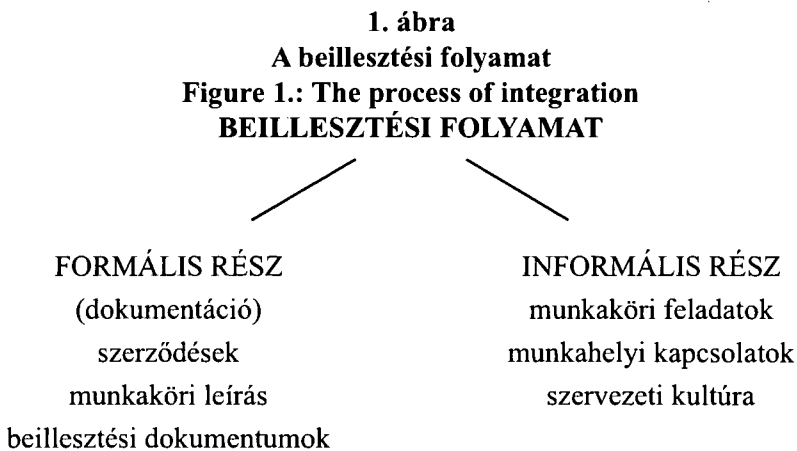 1. ábra
A beillesztési folyamat
Figure 1.: The process of integration
BEILLESZTÉSI FOLYAMAT
FORMÁLIS RÉSZ
(dokumentáció)
szerződések
munkaköri leírás
beillesztési dokumentumok
INFORMÁLIS RÉSZ
munkaköri feladatok
munkahelyi kapcsolatok
szervezeti kultúra